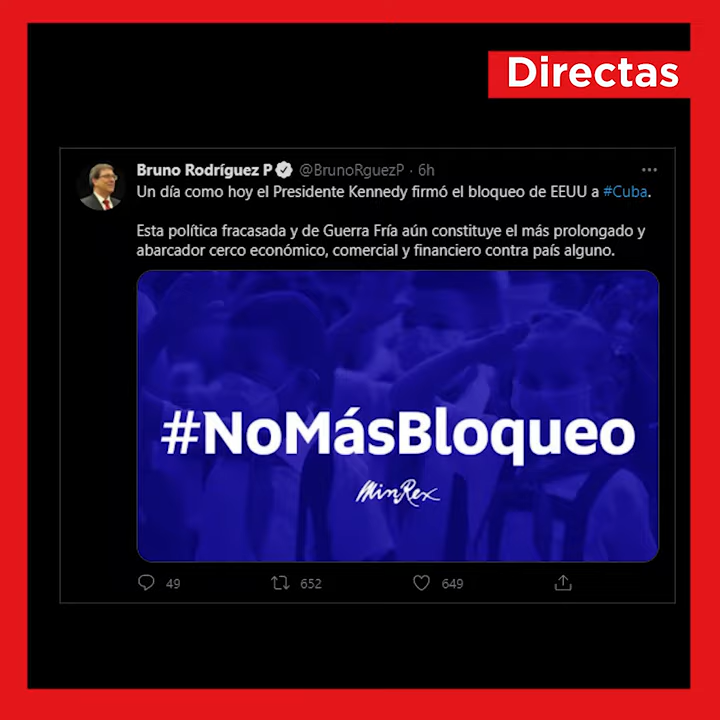 Directas
Bruno Rodríguez P @BrunoRguezP · 6h
Un día como hoy el Presidente Kennedy firmó el bloqueo de EEUU a #Cuba.
Esta política fracasada y de Guerra Fría aún constituye el más prolongado y
abarcador cerco económico, comercial y financiero contra país alguno.
#NoMásBloqueo
MinRex
49 652 649